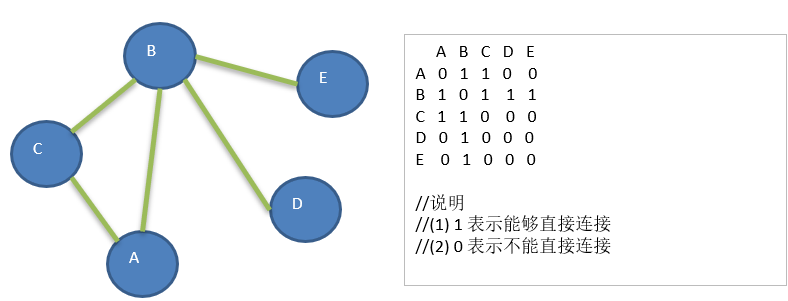 B
E
C
D
A
A B C D E
A 0 1 1 0 0
B 1 0 1 1 1
C 1 1 0 0 0
D 0 1 0 0 0
E 0 1 0 0 0
//说明
//(1) 1 表示能够直接连接
//(2) 0 表示不能直接连接